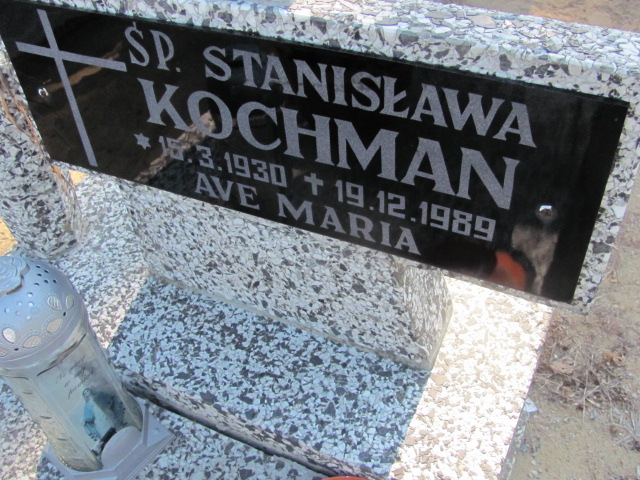 ŚP. STANISŁAWA
KOCHMAN
* 16.3.1930 + 19.12.1989
AVE MARIA